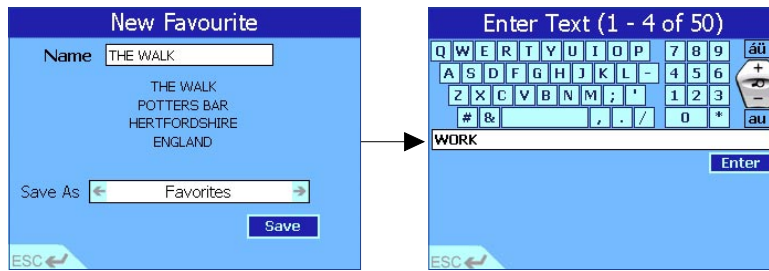 New Favourite
Name THE WALK
THE WALK
POTTERS BAR
HERTFORDSHIRE
ENGLAND
Save As Favorites
Save
ESC
Enter Text (1 - 4 of 50)
Q W E R T Y U I O P 7 8 9 áü
A S D F G H J K L - 4 5 6 +
Z X C V B N M ; ' 1 2 3 -
# & , . / 0 * au
WORK
Enter
ESC